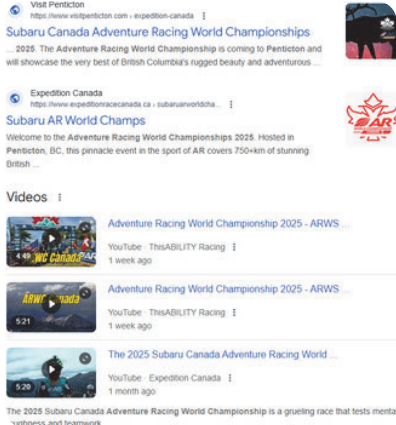 Visit Penticton
https://www.visitpenticton.com › expedition-canada
Subaru Canada Adventure Racing World Championships
... 2025. The Adventure Racing World Championship is coming to Penticton and
will showcase the very best of British Columbia's rugged beauty and adventurous ...
Expedition Canada
https://www.expeditionracecanada.ca › subaruarworldcha...
Subaru AR World Champs
Welcome to the Adventure Racing World Championships 2025. Hosted in
Penticton, BC, this pinnacle event in the sport of AR covers 750+km of stunning
British ...
AR
Videos
Adventure Racing World Championship 2025 - ARWS ...
WC Canada
4:49
YouTube · ThisABILITY Racing
1 week ago
Adventure Racing World Championship 2025 - ARWS ...
5:21
YouTube · ThisABILITY Racing
1 week ago
The 2025 Subaru Canada Adventure Racing World ...
5:20
YouTube · Expedition Canada
1 month ago
The 2025 Subaru Canada Adventure Racing World Championship is a grueling race that tests menta
toughness and teamwork